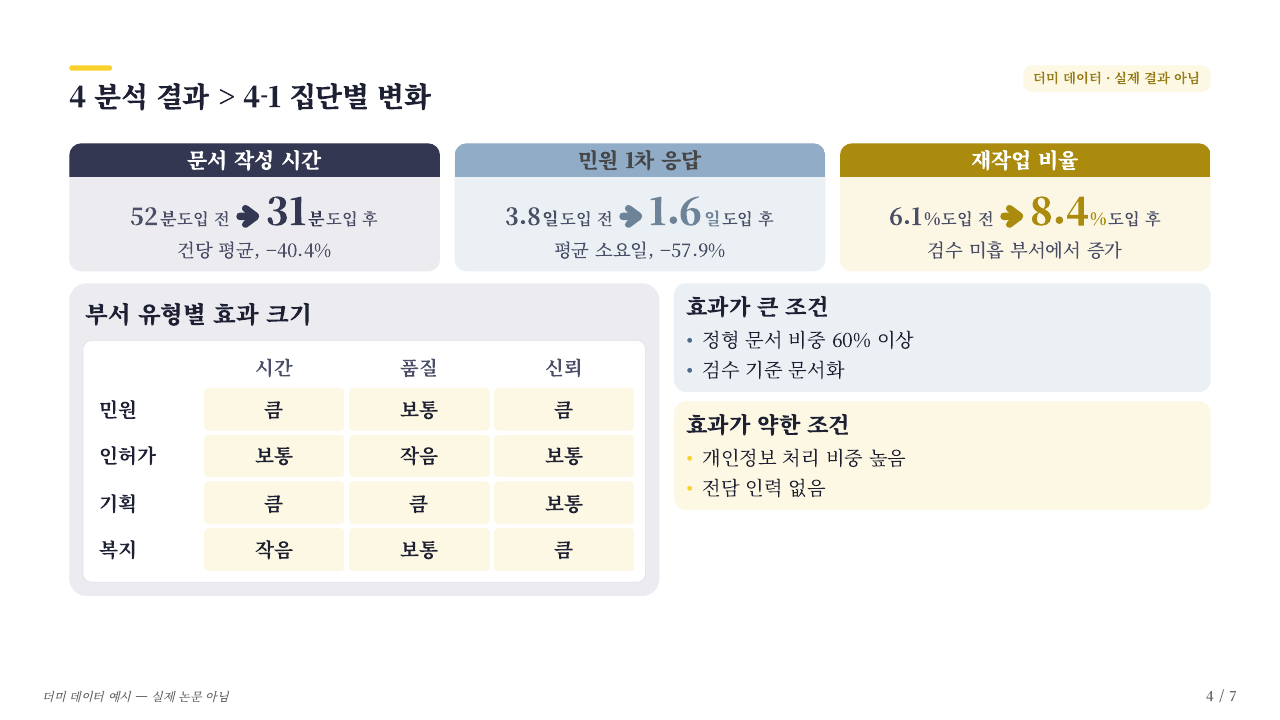 4 분석 결과 > 4-1 집단별 변화
더미 데이터 · 실제 결과 아님
문서 작성 시간
52분도입 전 → 31분도입 후
건당 평균, −40.4%
민원 1차 응답
3.8일도입 전 → 1.6일도입 후
평균 소요일, −57.9%
재작업 비율
6.1%도입 전 → 8.4%도입 후
검수 미흡 부서에서 증가
부서 유형별 효과 크기
시간 품질 신뢰
민원 큼 보통 큼
인허가 보통 작음 보통
기획 큼 큼 보통
복지 작음 보통 큼
효과가 큰 조건
• 정형 문서 비중 60% 이상
• 검수 기준 문서화
효과가 약한 조건
• 개인정보 처리 비중 높음
• 전담 인력 없음
더미 데이터 예시 — 실제 논문 아님
4 / 7